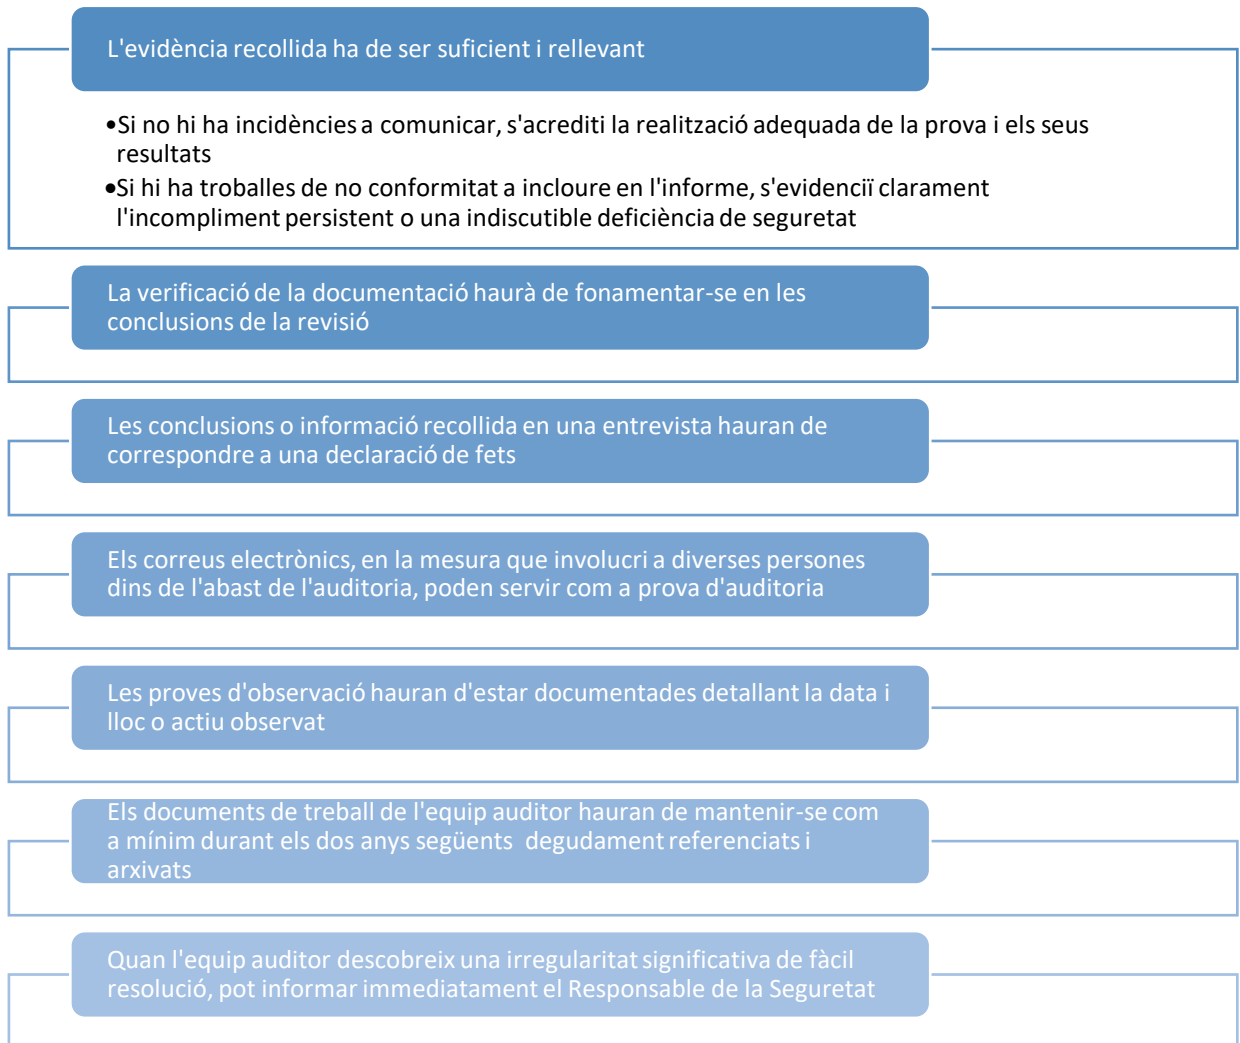 L'evidència recollida ha de ser suficient i rellevant
•Si no hi ha incidències a comunicar, s'acrediti la realització adequada de la prova i els seus
resultats
•Si hi ha troballes de no conformitat a incloure en l'informe, s'evidenciï clarament
l'incompliment persistent o una indiscutible deficiència de seguretat
La verificació de la documentació haurà de fonamentar-se en les
conclusions de la revisió
Les conclusions o informació recollida en una entrevista hauran de
correspondre a una declaració de fets
Els correus electrònics, en la mesura que involucri a diverses persones
dins de l'abast de l'auditoria, poden servir com a prova d'auditoria
Les proves d'observació hauran d'estar documentades detallant la data i
lloc o actiu observat
Els documents de treball de l'equip auditor hauran de mantenir-se com
a mínim durant els dos anys següents  degudament referenciats i
arxivats
Quan l'equip auditor descobreix una irregularitat significativa de fàcil
resolució, pot informar immediatament el Responsable de la Seguretat